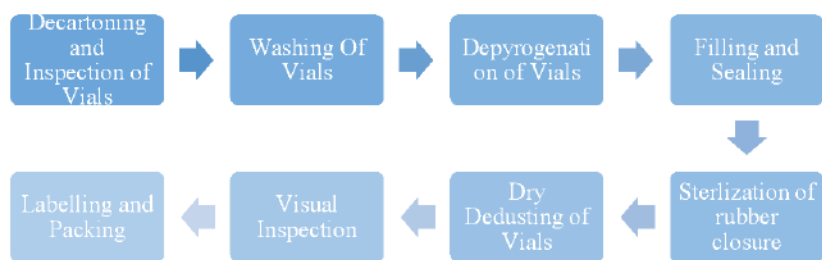 Decartoning
and
Inspection of
Vials
Washing Of
Vials
Depyrogenati
on of Vials
Filling and
Sealing
Sterlization of
rubber
closure
Dry
Dedusting of
Vials
Visual
Inspection
Labelling and
Packing